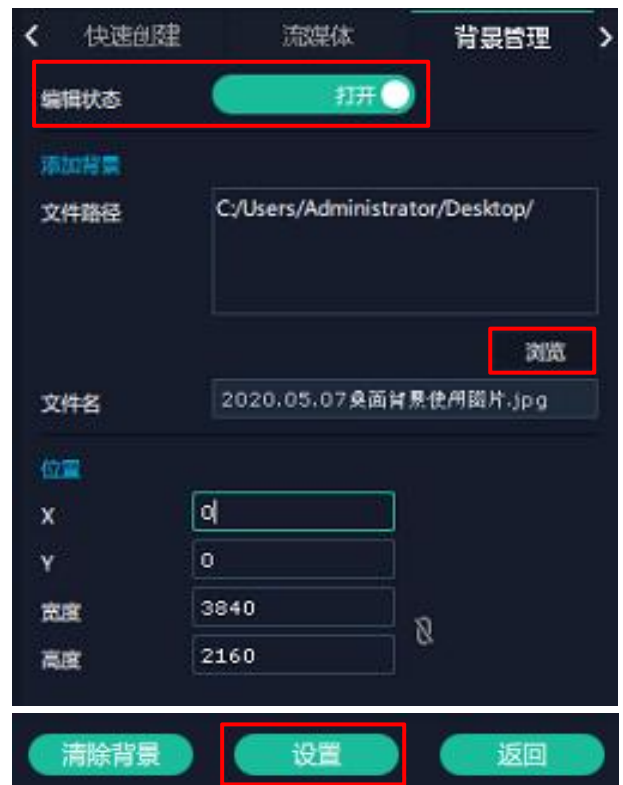 快速创建 流媒体 背景管理
编辑状态 打开
添加背景
文件路径 C:/Users/Administrator/Desktop/
浏览
文件名 2020.05.07桌面背景使用图片.jpg
位置
X 0
Y 0
宽度 3840
高度 2160
清除背景 设置 返回